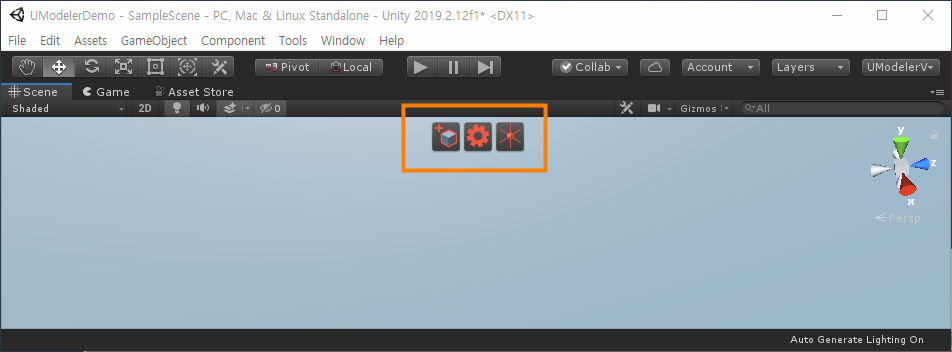 UModelerDemo - SampleScene - PC, Mac & Linux Standalone - Unity 2019.2.12f1* <DX11>
File Edit Assets GameObject Component Tools Window Help
Pivot Local Collab Account Layers UModelerV
Scene Game Asset Store
Shaded 2D 0 Gizmos All
y
z
x
Persp
Auto Generate Lighting On